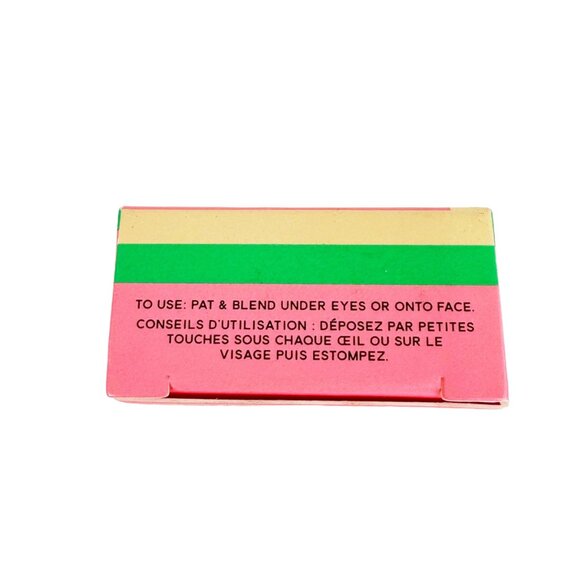 TO USE: PAT & BLEND UNDER EYES OR ONTO FACE.
CONSEILS D'UTILISATION : DÉPOSEZ PAR PETITES
TOUCHES SOUS CHAQUE ŒIL OU SUR LE
VISAGE PUIS ESTOMPEZ.